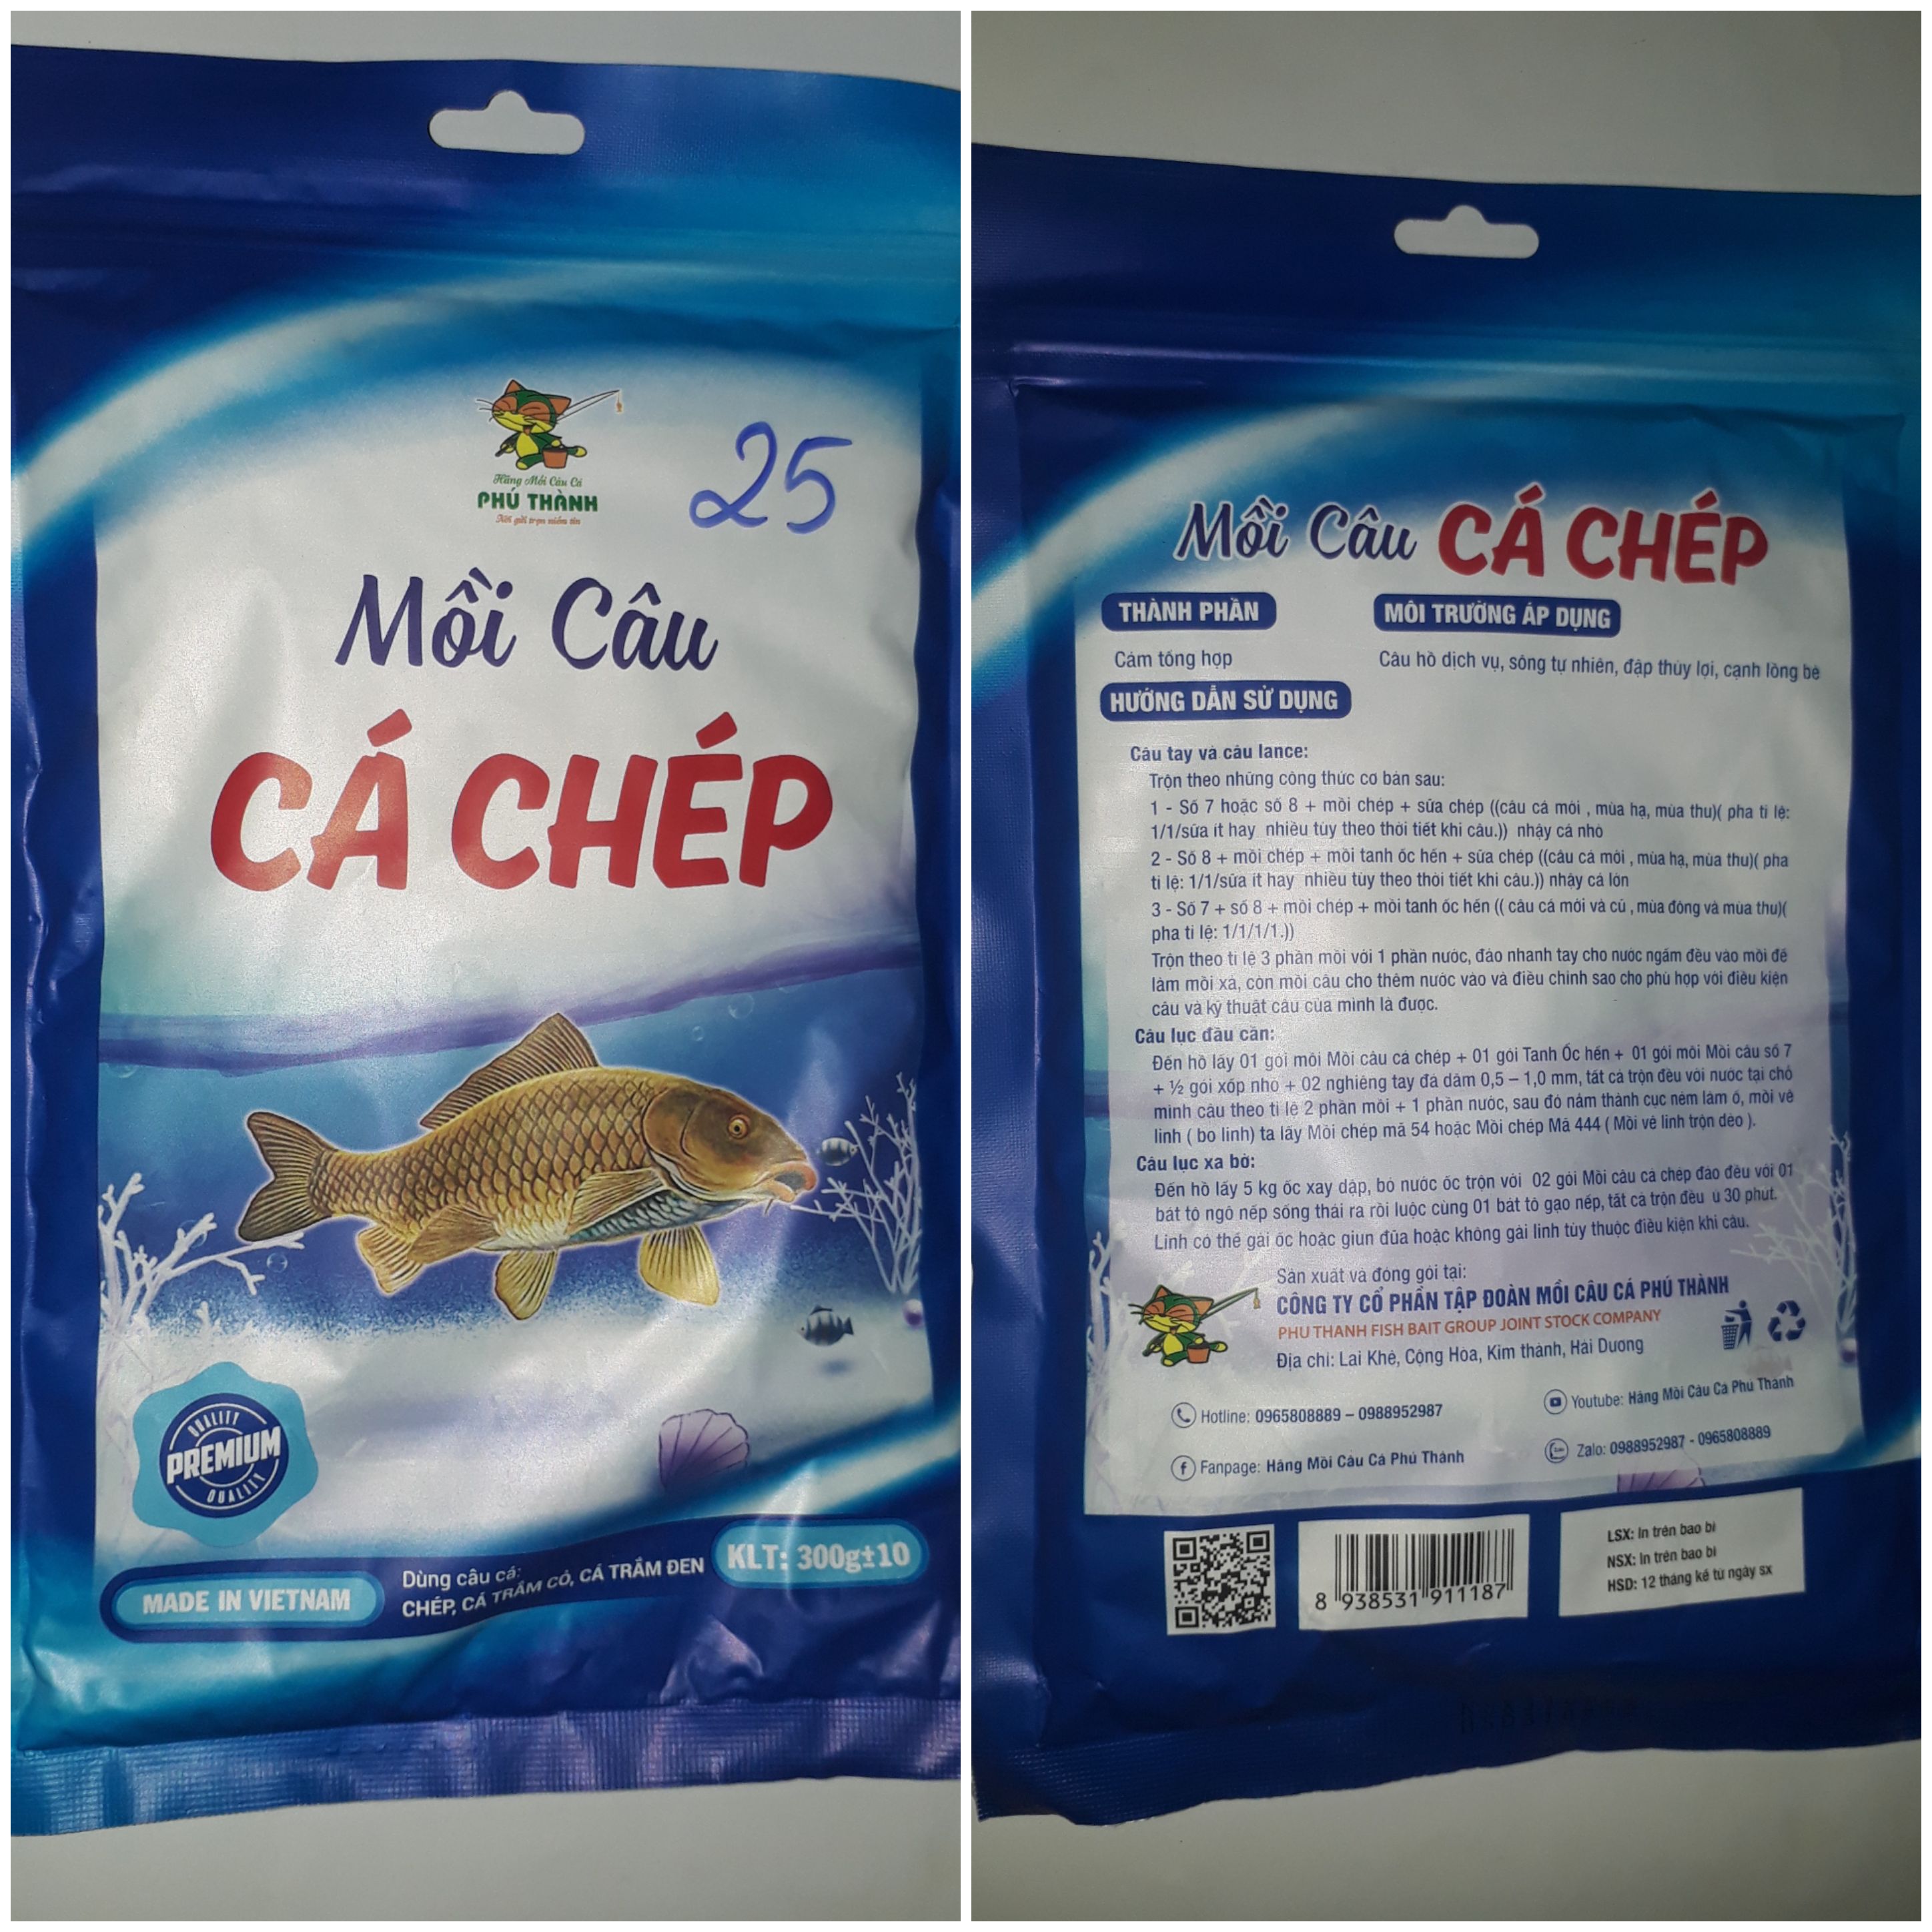 Hãng Mồi Câu Cá
PHÚ THÀNH
Nơi gửi trọn niềm tin
25
Mồi Câu
CÁ CHÉP
QUALITY
PREMIUM
QUALITY
MADE IN VIETNAM
Dùng câu cá:
CHÉP, CÁ TRẮM CỎ, CÁ TRẮM ĐEN
KLT: 300g±10
Mồi Câu CÁ CHÉP
THÀNH PHẦN
MÔI TRƯỜNG ÁP DỤNG
Cám tổng hợp
Câu hồ dịch vụ, sông tự nhiên, đập thủy lợi, cạnh lồng bè
HƯỚNG DẪN SỬ DỤNG
Câu tay và câu lance:
Trộn theo những công thức cơ bản sau:
1 - Số 7 hoặc số 8 + mồi chép + sữa chép ((câu cá mới , mùa hạ, mùa thu)( pha tỉ lệ:
1/1/sữa ít hay nhiều tùy theo thời tiết khi câu.)) nhậy cá nhỏ
2 - Số 8 + mồi chép + mồi tanh ốc hến + sữa chép ((câu cá mới , mùa hạ, mùa thu)( pha
tỉ lệ: 1/1/sữa ít hay nhiều tùy theo thời tiết khi câu.)) nhậy cá lớn
3 - Số 7 + số 8 + mồi chép + mồi tanh ốc hến (( câu cá mới và cũ , mùa đông và mùa thu)(
pha tỉ lệ: 1/1/1/1.))
Trộn theo tỉ lệ 3 phần mồi với 1 phần nước, đảo nhanh tay cho nước ngấm đều vào mồi để
làm mồi xả, còn mồi câu cho thêm nước vào và điều chỉnh sao cho phù hợp với điều kiện
câu và kỹ thuật câu của mình là được.
Câu lục đầu cần:
Đến hồ lấy 01 gói mồi Mồi câu cá chép + 01 gói Tanh Ốc hến + 01 gói mồi Mồi câu số 7
+ ½ gói xốp nhỏ + 02 nghiêng tay đá dăm 0,5 – 1,0 mm, tất cả trộn đều với nước tại chỗ
mình câu theo tỉ lệ 2 phần mồi + 1 phần nước, sau đó nắm thành cục ném làm ổ, mồi vê
linh ( bo linh) ta lấy Mồi chép mã 54 hoặc Mồi chép Mã 444 ( Mồi vê linh trộn dẻo ).
Câu lục xa bờ:
Đến hồ lấy 5 kg ốc xay dập, bỏ nước ốc trộn với 02 gói Mồi câu cá chép đảo đều với 01
bát tô ngô nếp sống thái ra rồi luộc cùng 01 bát tô gạo nếp, tất cả trộn đều ủ 30 phút.
Linh có thể gài ốc hoặc giun đũa hoặc không gài linh tùy thuộc điều kiện khi câu.
Sản xuất và đóng gói tại:
CÔNG TY CỔ PHẦN TẬP ĐOÀN MỒI CÂU CÁ PHÚ THÀNH
PHU THANH FISH BAIT GROUP JOINT STOCK COMPANY
Địa chỉ: Lai Khê, Cộng Hòa, Kim thành, Hải Dương
Hotline: 0965808889 – 0988952987
Youtube: Hãng Mồi Câu Cá Phú Thành
Fanpage: Hãng Mồi Câu Cá Phú Thành
Zalo: 0988952987 - 0965808889
8 938531 911187
LSX: In trên bao bì
NSX: In trên bao bì
HSD: 12 tháng kể từ ngày sx